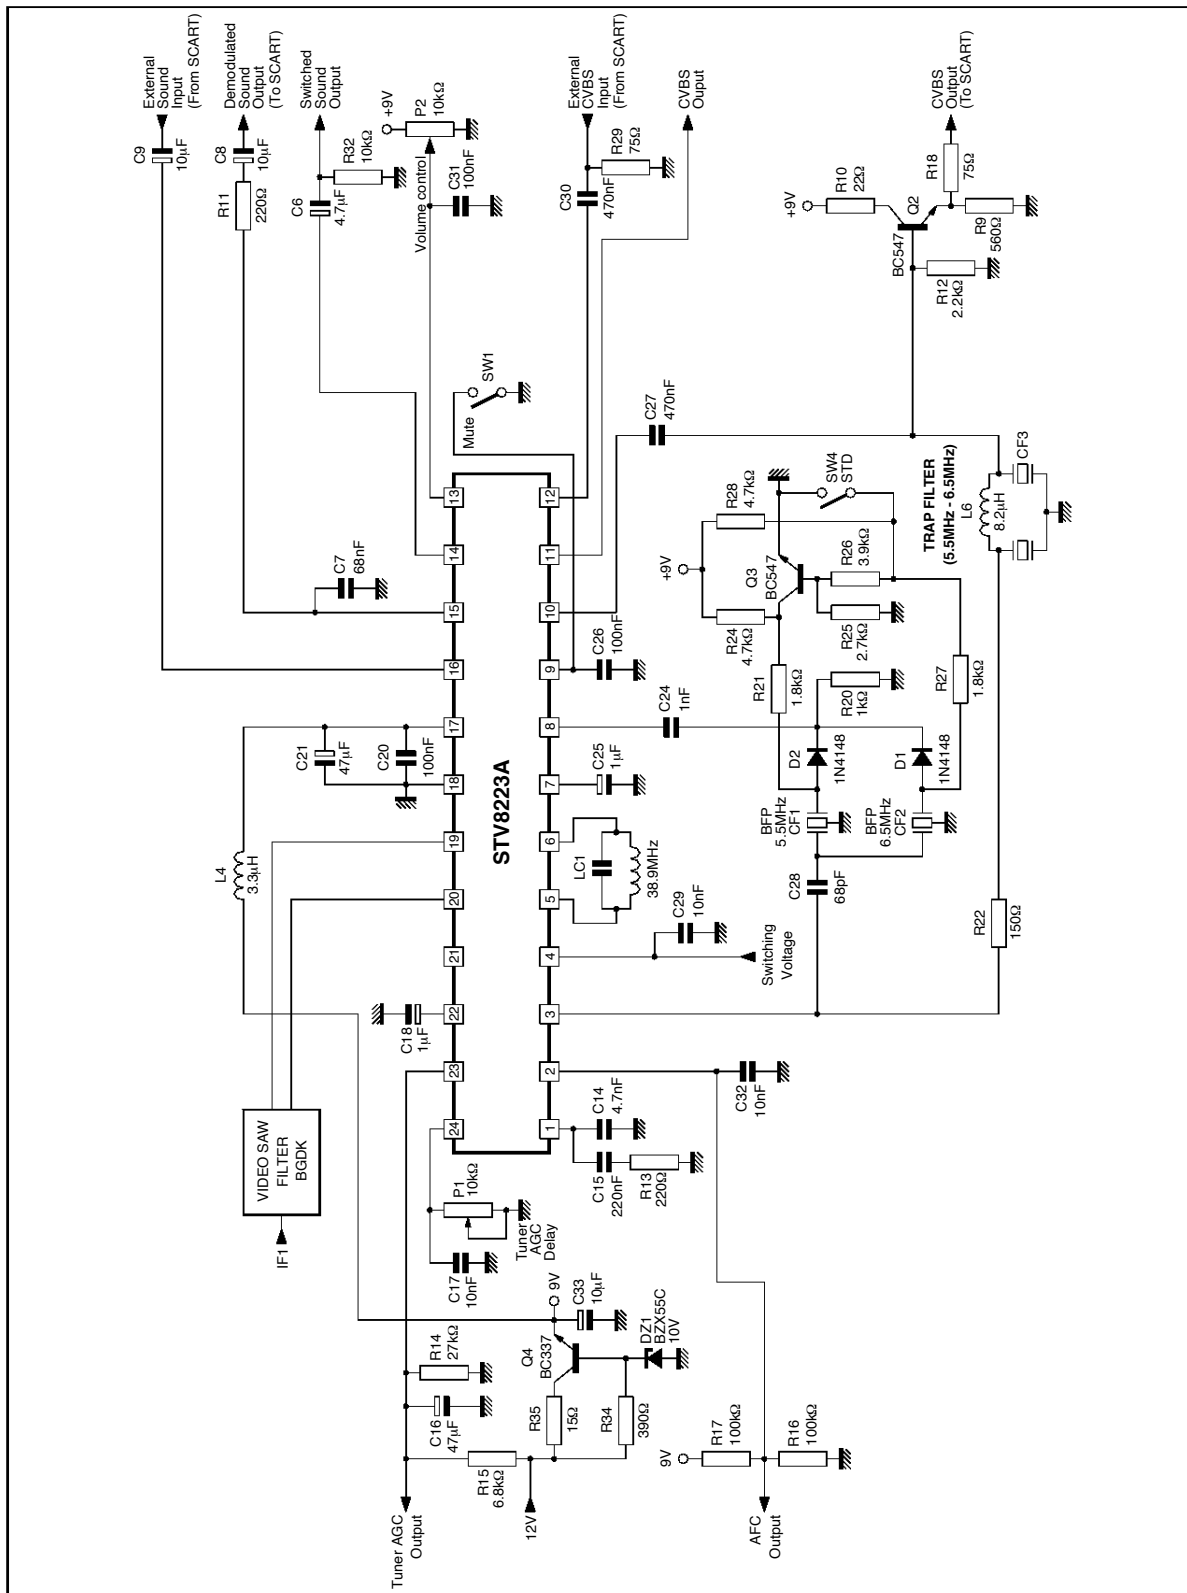 External
Sound
Input
(From SCART)
Demodulated
Sound
Output
(To SCART)
Switched
Sound
Output
+9V
P2
10kΩ
External
CVBS
Input
(From SCART)
CVBS
Ouput
CVBS
Output
(To SCART)
C9
10µF
C8
10µF
R11
220Ω
R32
10kΩ
C6
4.7µF
Volume control
C31
100nF
R29
75Ω
C30
470nF
R18
75Ω
R10
22Ω
+9V
Q2
BC547
R9
560Ω
R12
2.2kΩ
Mute
SW1
C27
470nF
C7
68nF
13
14
15
16
17
18
19
20
21
22
23
24
STV8223A
12
11
10
9
8
7
6
5
4
3
2
1
R28
4.7kΩ
SW4
STD
TRAP FILTER
(5.5MHz - 6.5MHz)
L6
8.2µH
CF3
+9V
Q3
BC547
R26
3.9kΩ
R24
4.7kΩ
R25
2.7kΩ
C26
100nF
R21
1.8kΩ
R20
1kΩ
R27
1.8kΩ
C24
1nF
C21
47µF
C20
100nF
C25
1µF
D2
1N4148
D1
1N4148
BFP
5.5MHz
CF1
BFP
6.5MHz
CF2
LC1
38.9MHz
C28
68pF
L4
3.3µH
C29
10nF
R22
150Ω
Switching
Voltage
C18
1µF
VIDEO SAW
FILTER
BGDK
IF1
C14
4.7nF
C15
220nF
R13
220Ω
C32
10nF
P1
10kΩ
Tuner
AGC
Delay
C17
10nF
9V
C33
10µF
R14
27kΩ
Q4
BC337
DZ1
BZX55C
10V
C16
47µF
R35
15Ω
R34
390Ω
R15
6.8kΩ
12V
Tuner AGC
Output
9V
R17
100kΩ
R16
100kΩ
AFC
Output